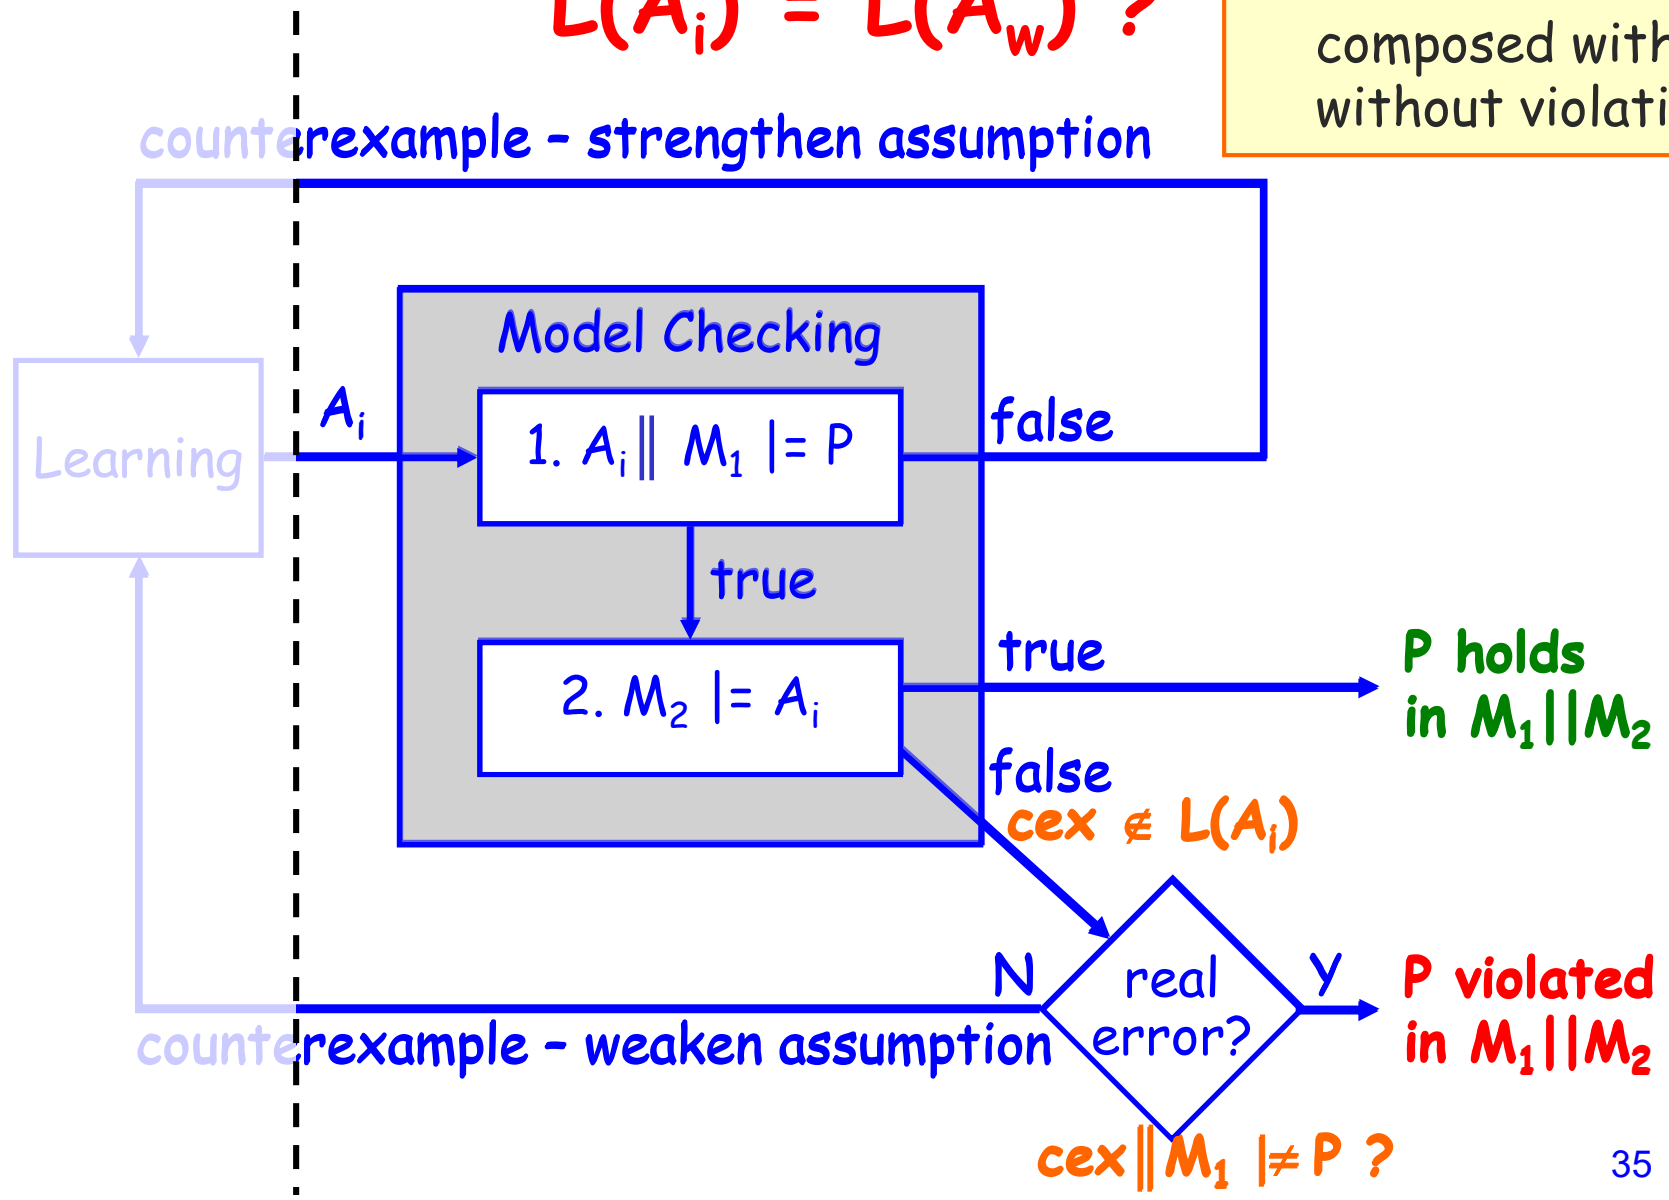 L(Aᵢ) = L(A_w) ?
composed with
without violati
counterexample – strengthen assumption
Model Checking
Learning
Aᵢ
1. Aᵢ || M₁ |= P
false
true
2. M₂ |= Aᵢ
true
P holds
in M₁||M₂
false
cex ∉ L(Aᵢ)
N
real
error?
Y
P violated
in M₁||M₂
counterexample – weaken assumption
cex || M₁ |≠ P ?
35